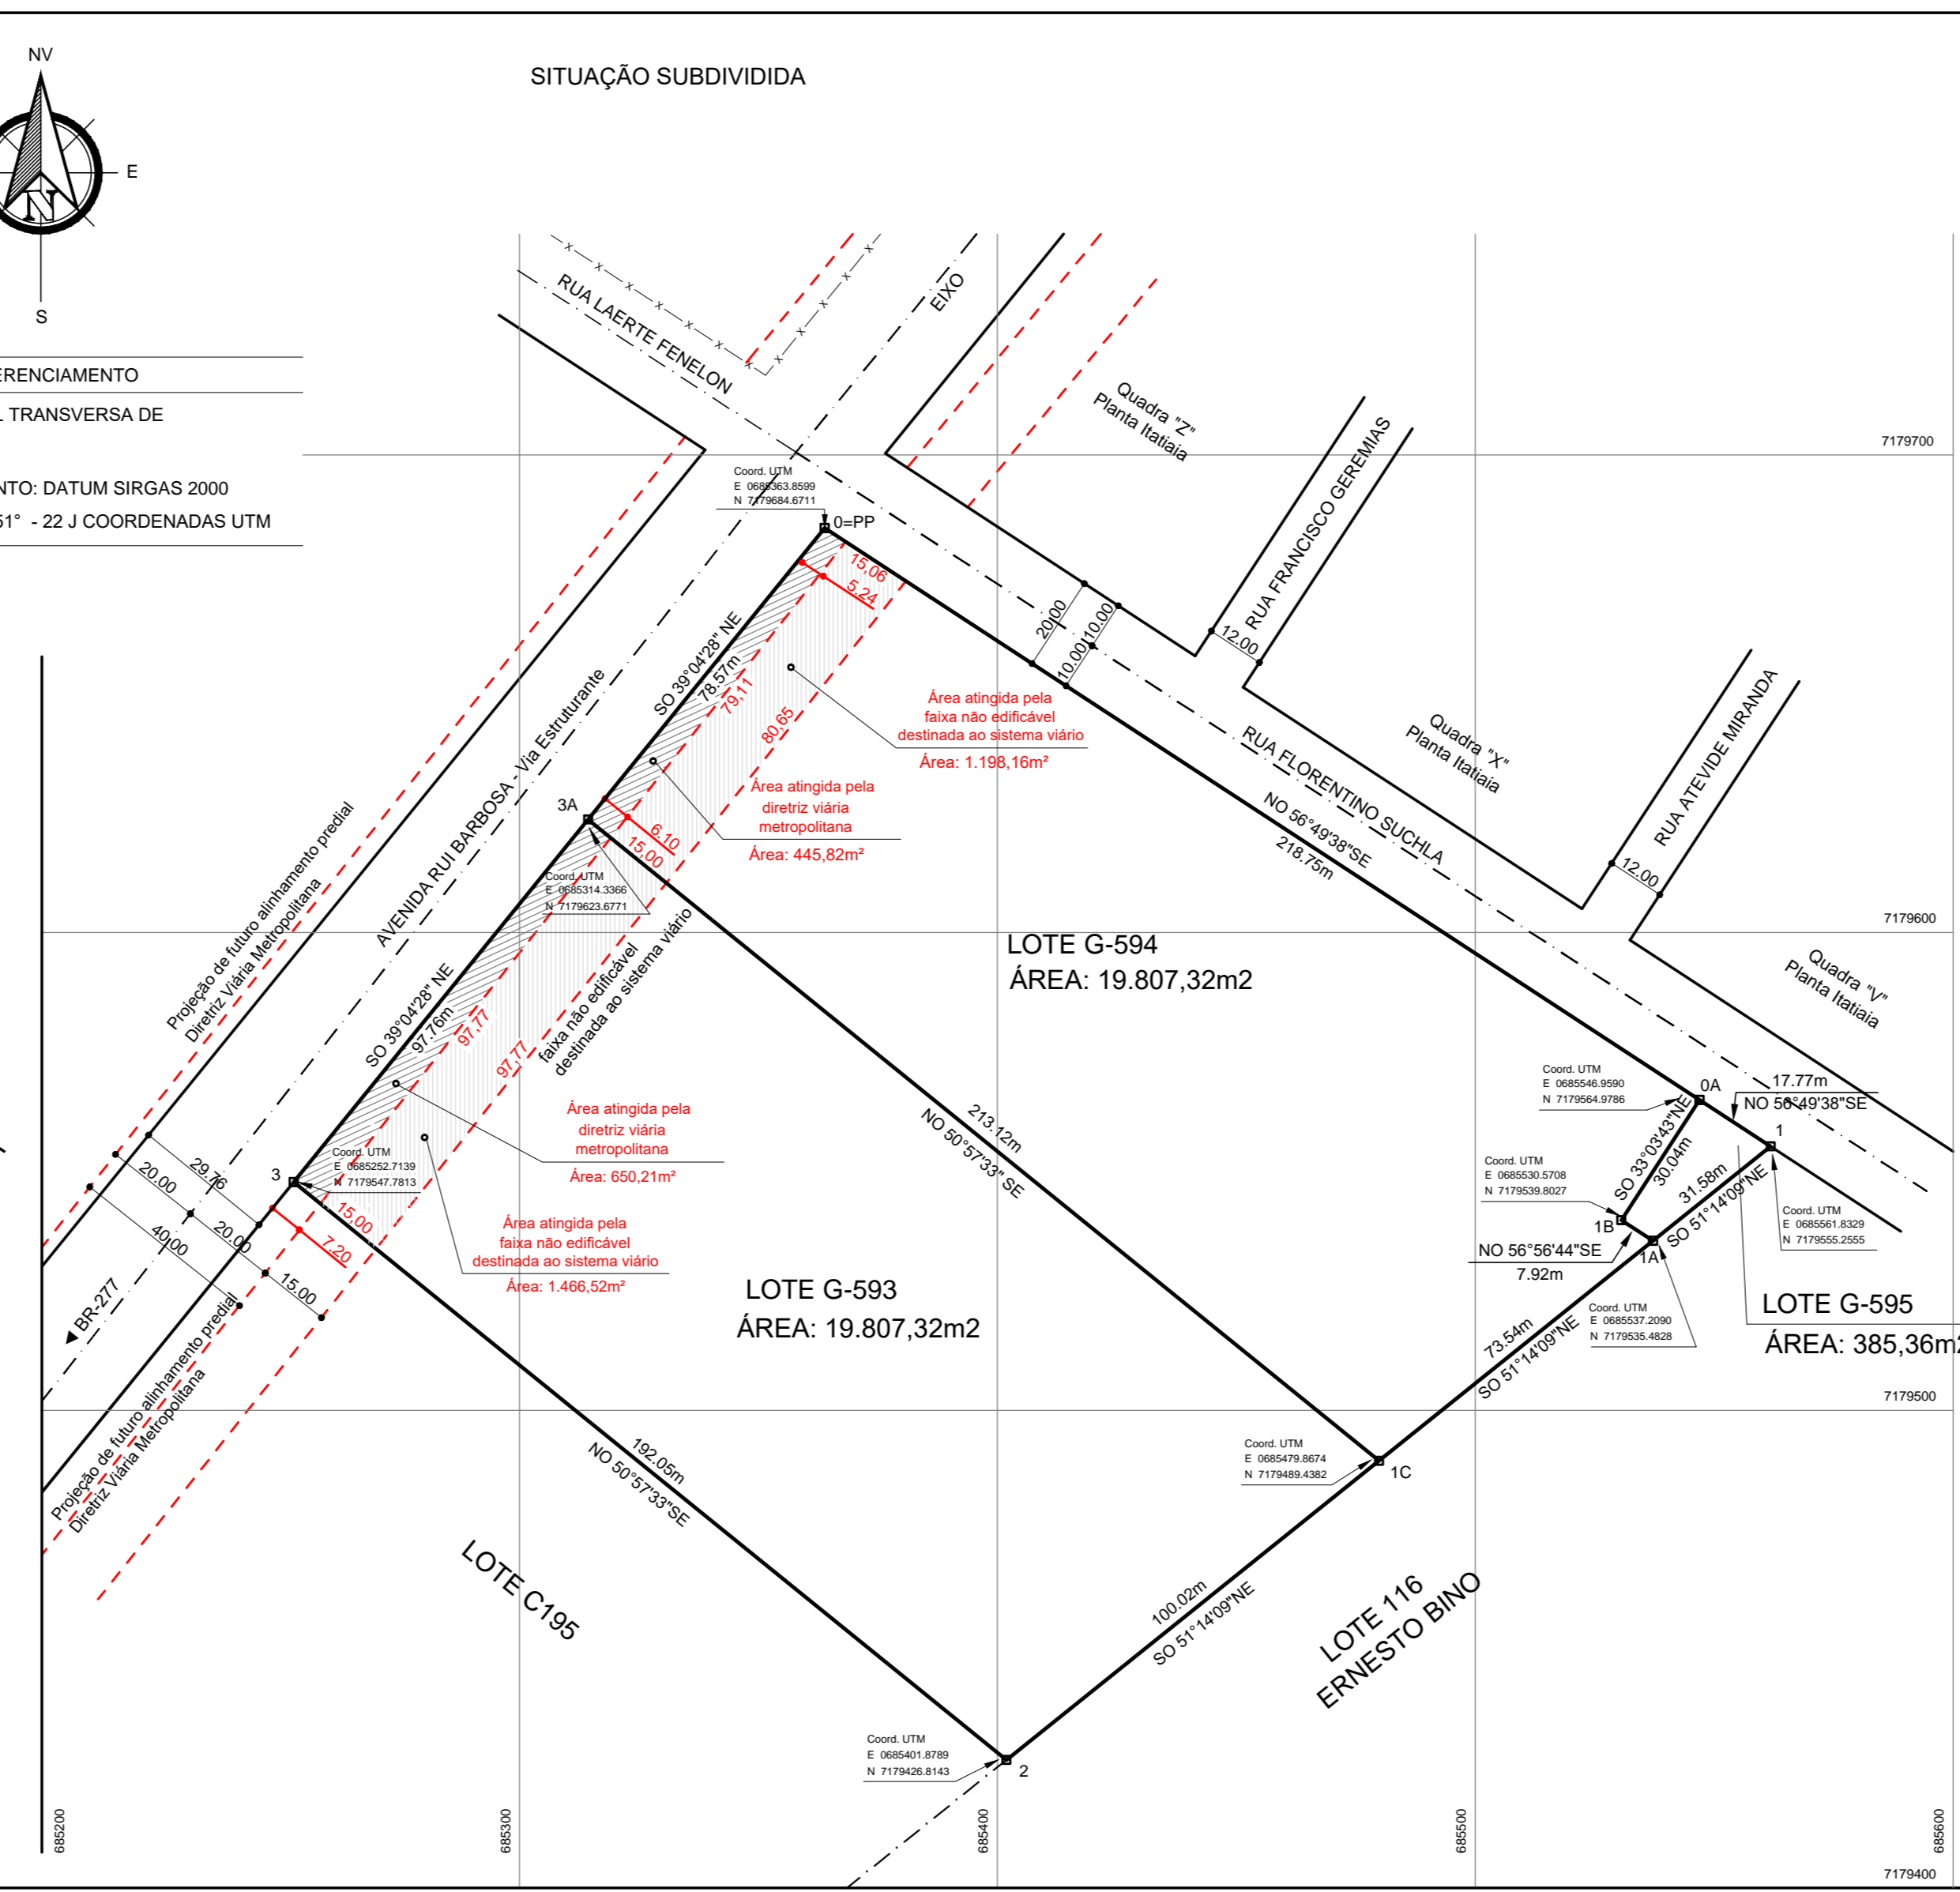 NV
SITUAÇÃO SUBDIVIDIDA
E
N
S
ERENCIAMENTO
L TRANSVERSA DE
NTO: DATUM SIRGAS 2000
51° - 22 J COORDENADAS UTM
RUA LAERTE FENELON
EIXO
Quadra "Z"
Planta Itatiaia
RUA FRANCISCO GEREMIAS
7179700
Coord. UTM
E 0685363.8599
N 7179684.6711
0=PP
15,06
5.24
20.00
10.00
10.00
12.00
SO 39°04'28" NE
78.57m
79,11
80,65
Área atingida pela
faixa não edificável
destinada ao sistema viário
Área: 1.198,16m²
Quadra "X"
Planta Itatiaia
RUA ATEVIDE MIRANDA
RUA FLORENTINO SUCHLA
NO 56°49'38"SE
218.75m
12.00
Área atingida pela
diretriz viária
metropolitana
Área: 445,82m²
3A
6.10
15,00
AVENIDA RUI BARBOSA - Via Estruturante
Projeção de futuro alinhamento predial
Diretriz Viária Metropolitana
Coord. UTM
E 0685314.3366
N 7179623.6771
7179600
LOTE G-594
ÁREA: 19.807,32m2
Quadra "V"
Planta Itatiaia
SO 39°04'28" NE
97.76m
97,77
97,77
faixa não edificável
destinada ao sistema viário
Coord. UTM
E 0685546.9590
N 7179564.9786
0A
17.77m
NO 56°49'38"SE
1
213.12m
NO 50°57'33" SE
Área atingida pela
diretriz viária
metropolitana
Área: 650,21m²
Coord. UTM
E 0685252.7139
N 7179547.7813
3
Coord. UTM
E 0685530.5708
N 7179539.8027
SO 33°03'43"NE
30.04m
31.58m
SO 51°14'09"NE
Coord. UTM
E 0685561.8329
N 7179555.2555
1B
1A
NO 56°56'44"SE
7.92m
29.76
20.00
40.00
20.00
15.00
15,00
7.20
Área atingida pela
faixa não edificável
destinada ao sistema viário
Área: 1.466,52m²
LOTE G-593
ÁREA: 19.807,32m2
Coord. UTM
E 0685537.2090
N 7179535.4828
LOTE G-595
ÁREA: 385,36m2
BR-277
Projeção de futuro alinhamento predial
Diretriz Viária Metropolitana
73.54m
SO 51°14'09"NE
7179500
192.05m
NO 50°57'33"SE
Coord. UTM
E 0685479.8674
N 7179489.4382
1C
LOTE C195
100.02m
SO 51°14'09"NE
LOTE 116
ERNESTO BINO
Coord. UTM
E 0685401.8789
N 7179426.8143
2
685200
685300
685400
685500
685600
7179400